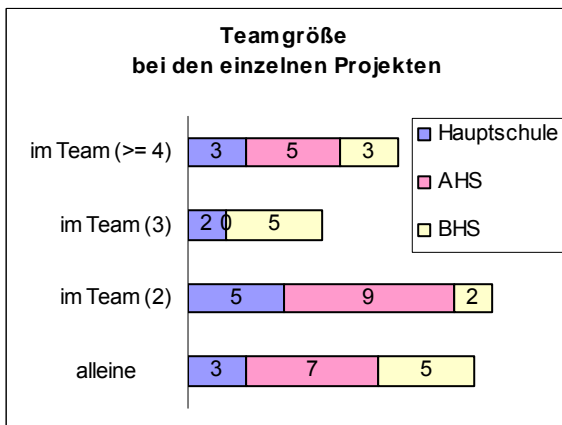 Teamgröße
bei den einzelnen Projekten
im Team (>= 4) 3 5 3
im Team (3) 2 0 5
im Team (2) 5 9 2
alleine 3 7 5
Hauptschule
AHS
BHS